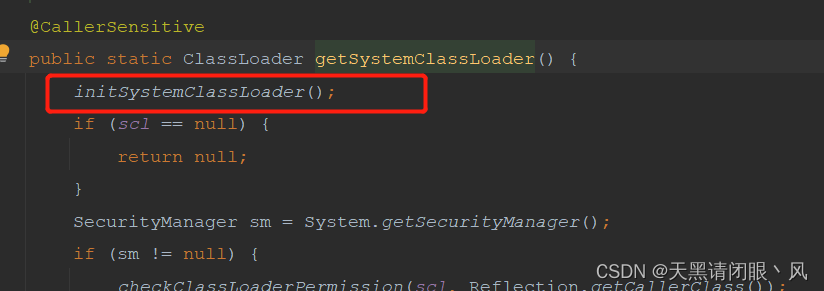 @CallerSensitive
public static ClassLoader getSystemClassLoader() {
initSystemClassLoader();
if (scl == null) {
return null;
}
SecurityManager sm = System.getSecurityManager();
if (sm != null) {
checkClassLoaderPermission(scl, Reflection.getCallerClass());
CSDN @天黑请闭眼丶风